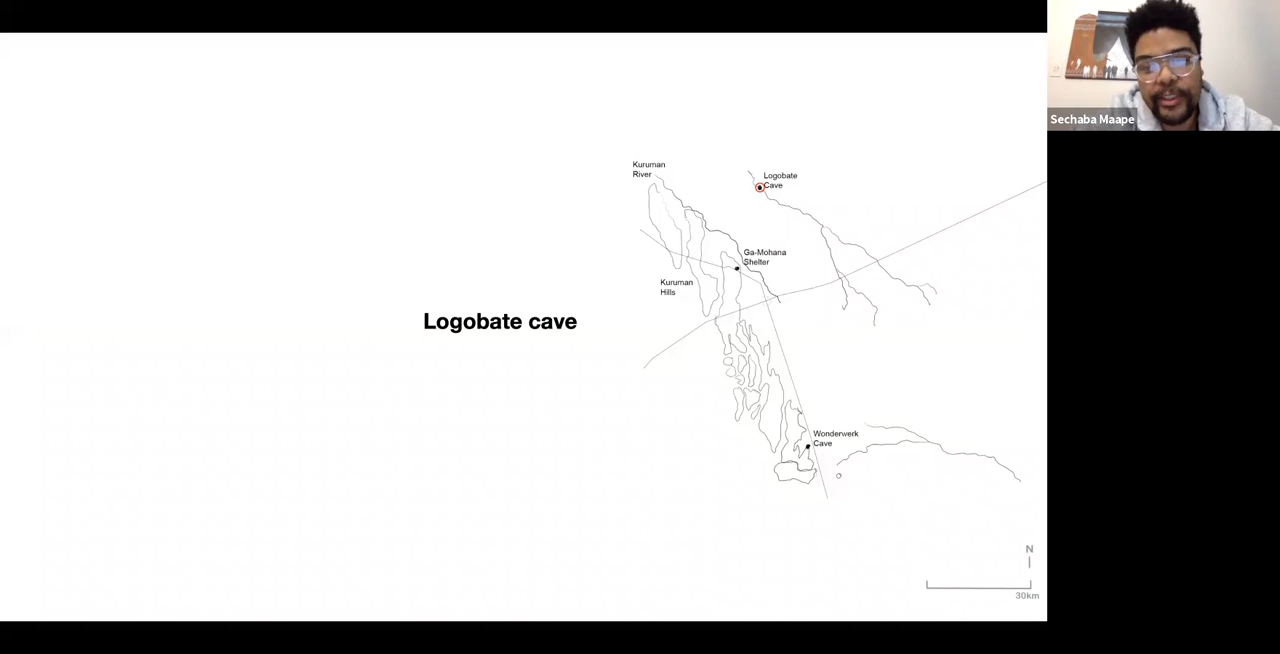 Sechaba Maape
Kuruman
River
Logobate
Cave
Ga-Mohana
Shelter
Kuruman
Hills
Logobate cave
Wonderwerk
Cave
N
30km